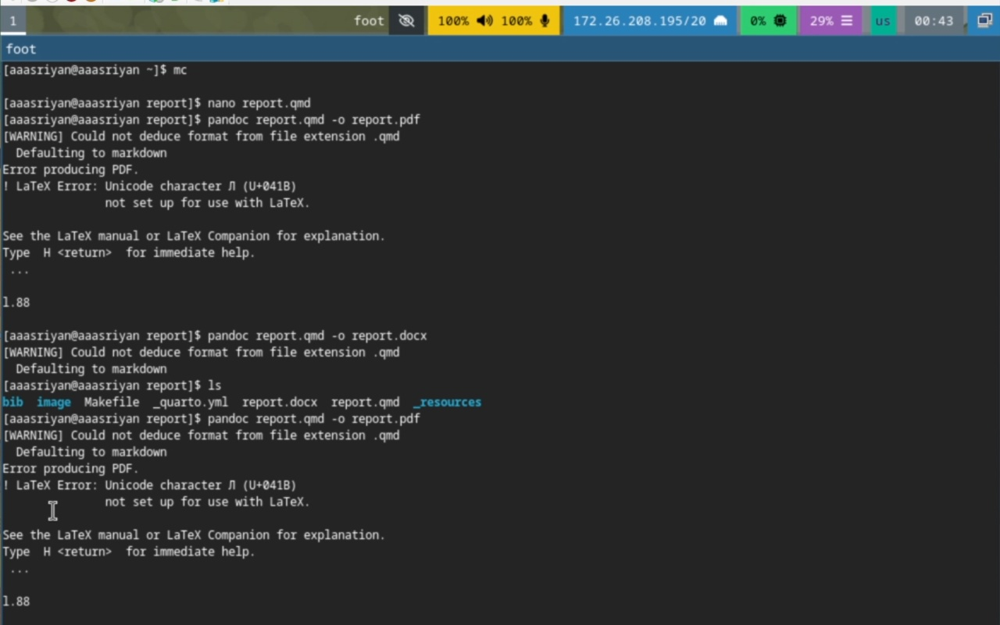 1 foot 100% 100% 172.26.208.195/20 0% 29% us 00:43
foot
[aaasriyan@aaasriyan ~]$ mc
[aaasriyan@aaasriyan report]$ nano report.qmd
[aaasriyan@aaasriyan report]$ pandoc report.qmd -o report.pdf
[WARNING] Could not deduce format from file extension .qmd
  Defaulting to markdown
Error producing PDF.
! LaTeX Error: Unicode character Л (U+041B)
               not set up for use with LaTeX.
See the LaTeX manual or LaTeX Companion for explanation.
Type  H <return>  for immediate help.
 ...
l.88
[aaasriyan@aaasriyan report]$ pandoc report.qmd -o report.docx
[WARNING] Could not deduce format from file extension .qmd
  Defaulting to markdown
[aaasriyan@aaasriyan report]$ ls
bib  image  Makefile  _quarto.yml  report.docx  report.qmd  _resources
[aaasriyan@aaasriyan report]$ pandoc report.qmd -o report.pdf
[WARNING] Could not deduce format from file extension .qmd
  Defaulting to markdown
Error producing PDF.
! LaTeX Error: Unicode character Л (U+041B)
               not set up for use with LaTeX.
See the LaTeX manual or LaTeX Companion for explanation.
Type  H <return>  for immediate help.
 ...
l.88